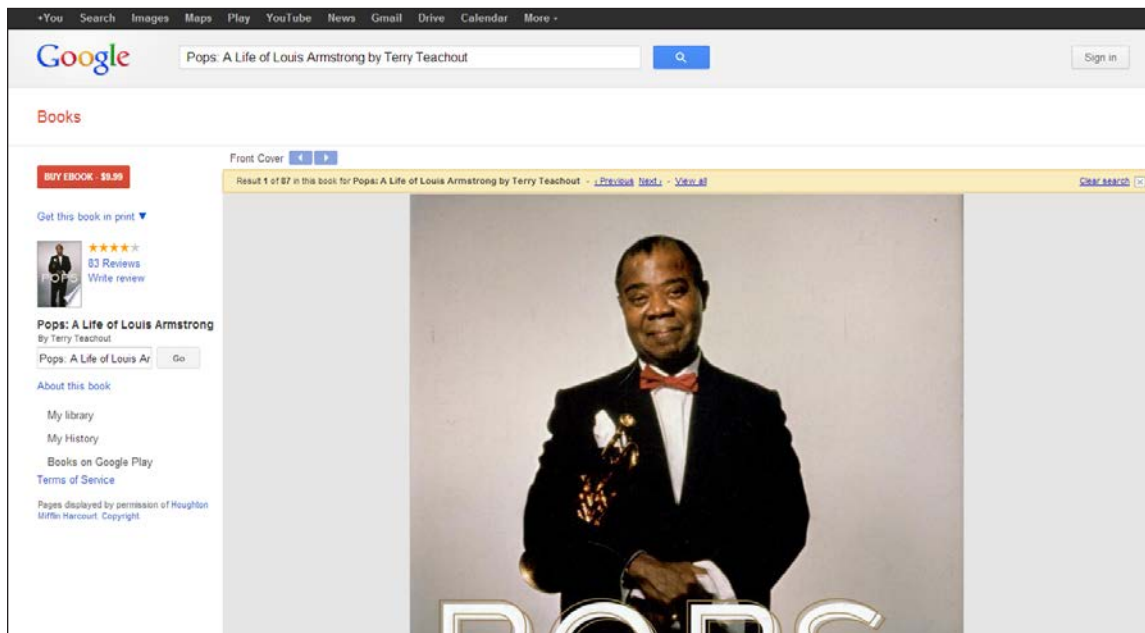 +You Search Images Maps Play YouTube News Gmail Drive Calendar More
Google
Pops: A Life of Louis Armstrong by Terry Teachout
Sign in
Books
Front Cover
BUY EBOOK - $9.99
Result 1 of 87 in this book for Pops: A Life of Louis Armstrong by Terry Teachout - ‹ Previous Next › - View all
Clear search
Get this book in print ▼
POPS
83 Reviews
Write review
Pops: A Life of Louis Armstrong
By Terry Teachout
Pops: A Life of Louis Ar
Go
About this book
My library
My History
Books on Google Play
Terms of Service
Pages displayed by permission of Houghton
Mifflin Harcourt. Copyright.
POPS